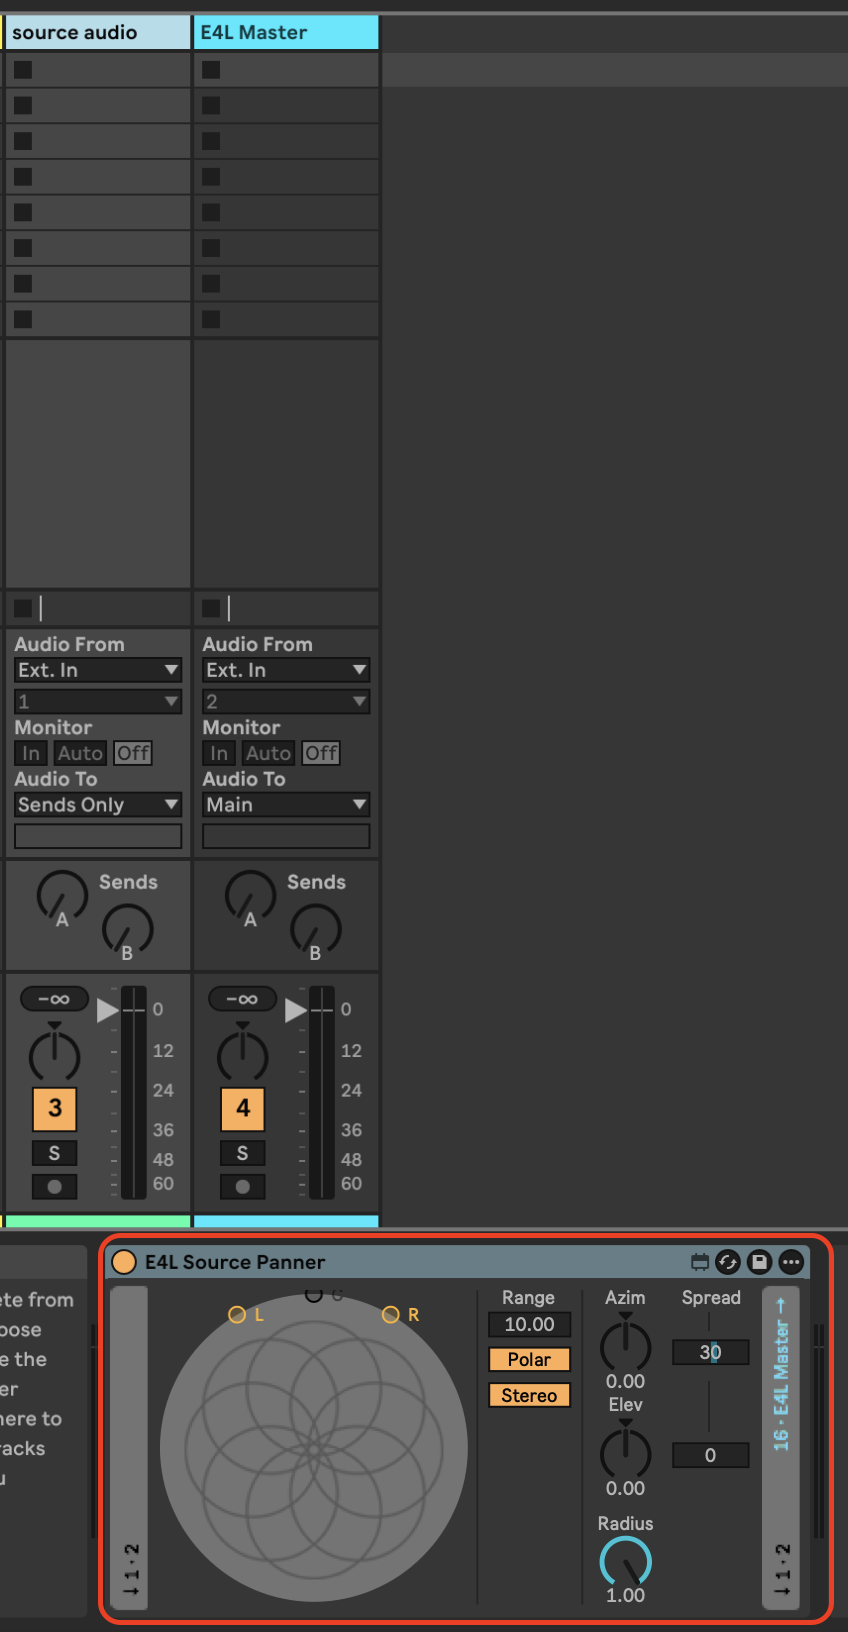 source audio
E4L Master
Audio From
Audio From
Ext. In
Ext. In
1
2
Monitor
Monitor
In Auto Off
In Auto Off
Audio To
Audio To
Sends Only
Main
Sends
Sends
A
A
B
B
-∞
-∞
0
0
12
12
24
24
3
4
36
36
S
S
48
48
60
60
E4L Source Panner
ete from
oose
e the
er
here to
racks
u
↓1·2
L
C
R
Range
10.00
Polar
Stereo
Azim
0.00
Elev
0.00
Radius
1.00
Spread
30
0
16·E4L Master→
↓1·2